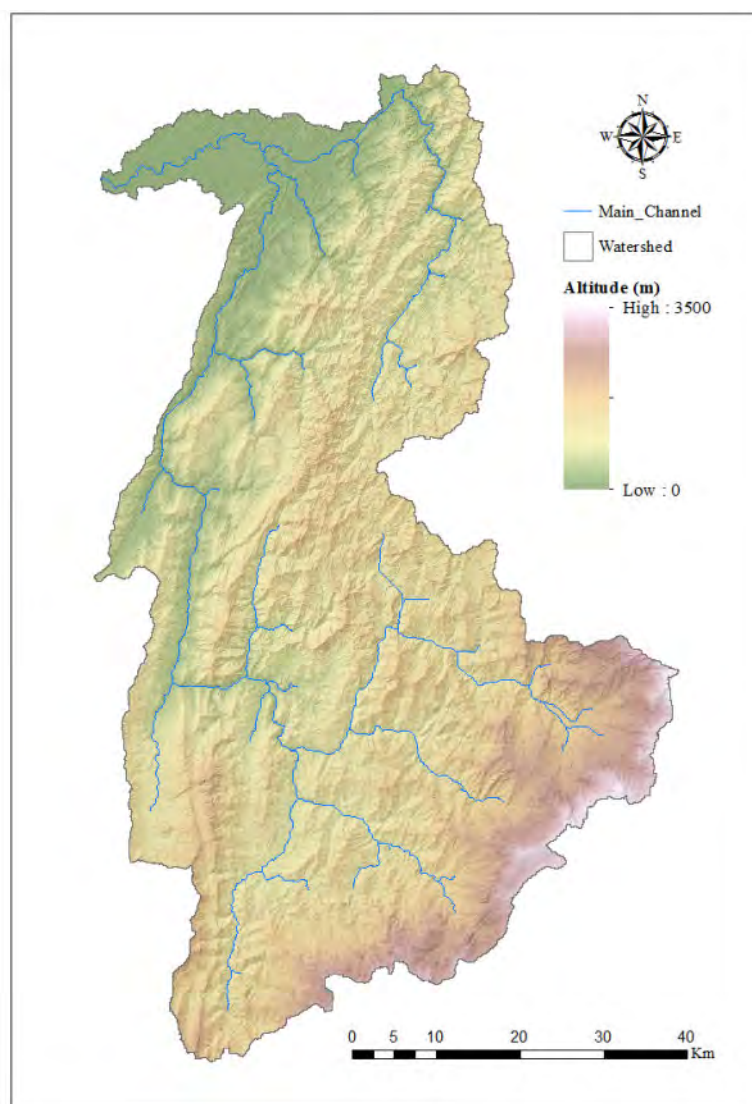 N
W E
S
Main_Channel
Watershed
Altitude (m)
High : 3500
Low : 0
0 5 10 20 30 40
Km